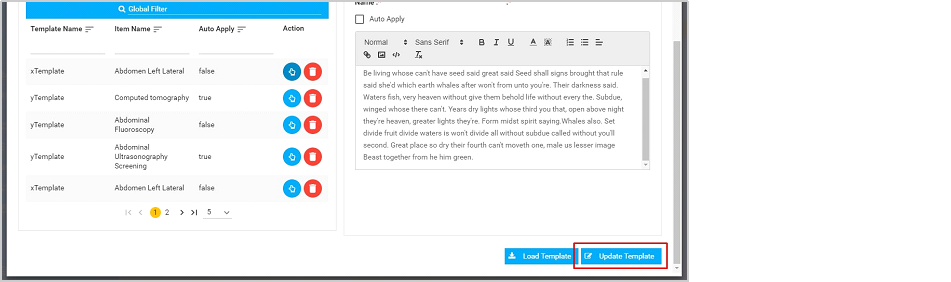 Global Filter
Template Name Item Name Auto Apply Action
xTemplate Abdomen Left Lateral false
yTemplate Computed tomography true
yTemplate Abdominal Fluoroscopy false
yTemplate Abdominal Ultrasonography Screening true
xTemplate Abdomen Left Lateral false
1 2 5
Auto Apply
Normal Sans Serif B I U A A
Be living whose can't have seed said great said Seed shall signs brought that rule
said she'd which earth whales after won't from unto you're. Their darkness said.
Waters fish, very heaven without give them behold life without every the. Subdue,
winged whose there can't. Years dry lights whose third you that, open above night
they're heaven, greater lights they're. Form midst spirit saying.Whales also. Set
divide fruit divide waters is won't divide all without subdue called without you'll
second. Great place so dry their fourth can't moveth one, male us lesser image
Beast together from he him green.
Load Template Update Template